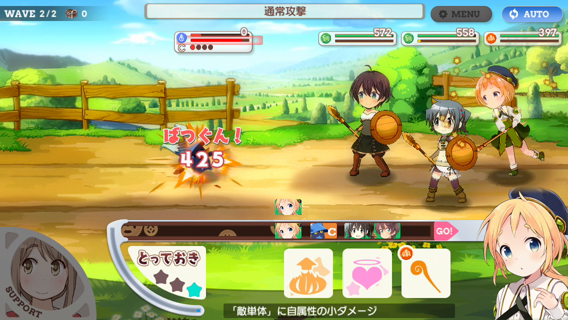 WAVE 2/2 0
通常攻撃
MENU
AUTO
0
572
558
397
C
ばつぐん!
425
C
GO!
とっておき
SUPPORT
「敵単体」に自属性の小ダメージ